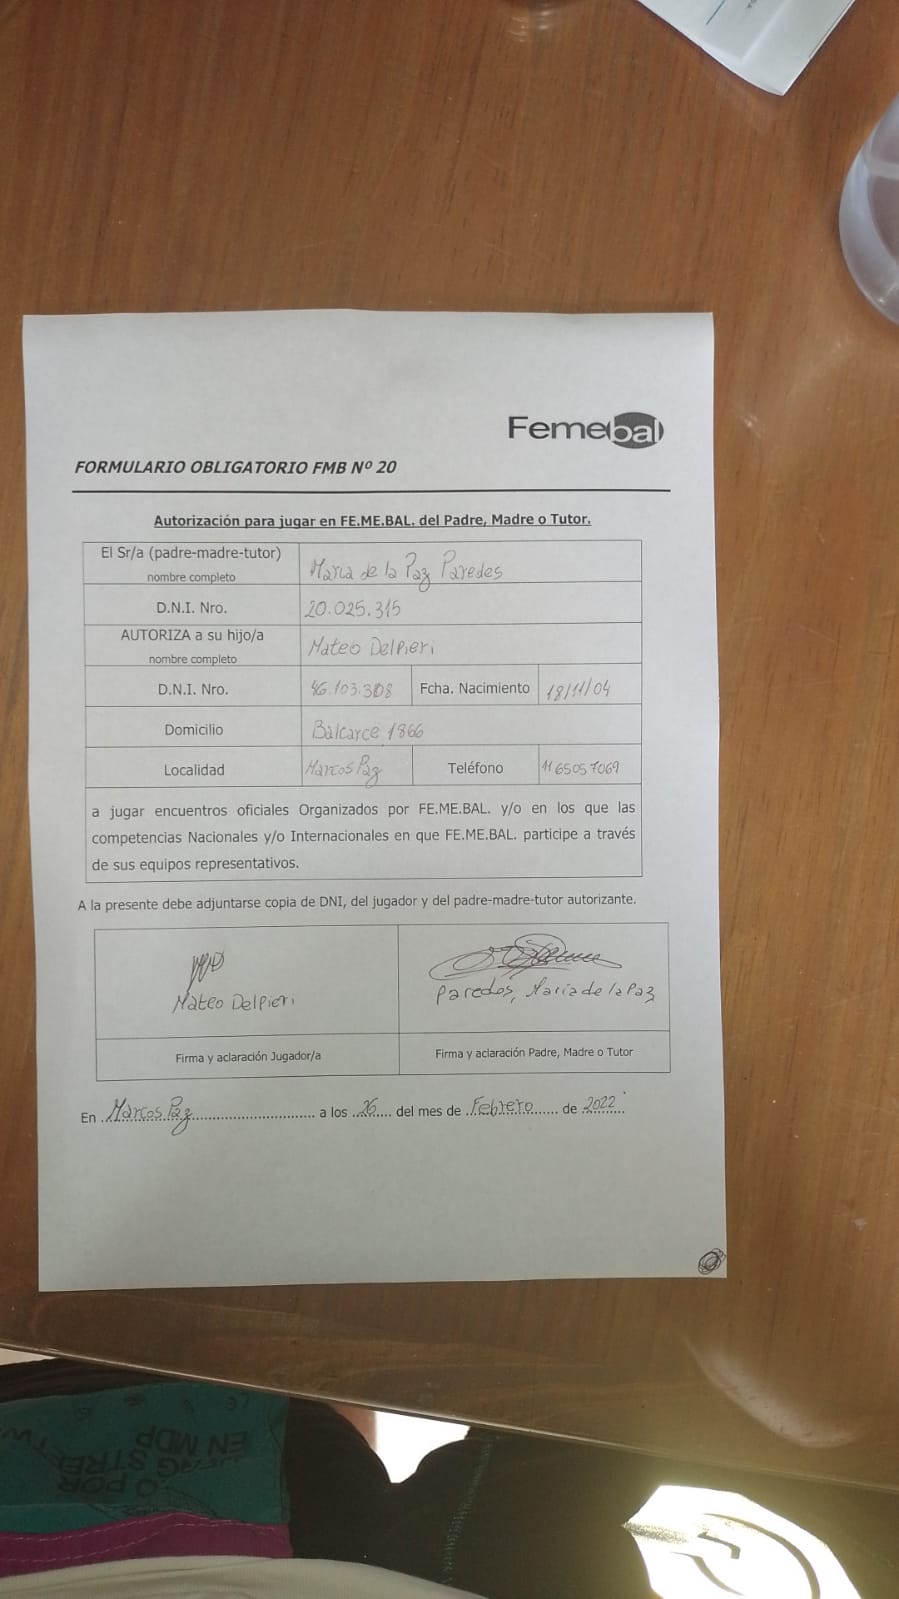 Femebal
FORMULARIO OBLIGATORIO FMB Nº 20
Autorización para jugar en FE.ME.BAL. del Padre, Madre o Tutor.
El Sr/a (padre-madre-tutor)
nombre completo
Maria de la Paz Paredes
D.N.I. Nro.
20.025.315
AUTORIZA a su hijo/a
nombre completo
Mateo Delpieri
D.N.I. Nro.
46.103.308
Fcha. Nacimiento
18/11/04
Domicilio
Balcarce 1866
Localidad
Marcos Paz
Teléfono
1165057069
a jugar encuentros oficiales Organizados por FE.ME.BAL. y/o en los que las
competencias Nacionales y/o Internacionales en que FE.ME.BAL. participe a través
de sus equipos representativos.
A la presente debe adjuntarse copia de DNI, del jugador y del padre-madre-tutor autorizante.
Mateo Delpieri
Paredes, Maria de la Paz
Firma y aclaración Jugador/a
Firma y aclaración Padre, Madre o Tutor
En Marcos Paz a los 26 del mes de Febrero de 2022
EN MDP
STREET
O POR